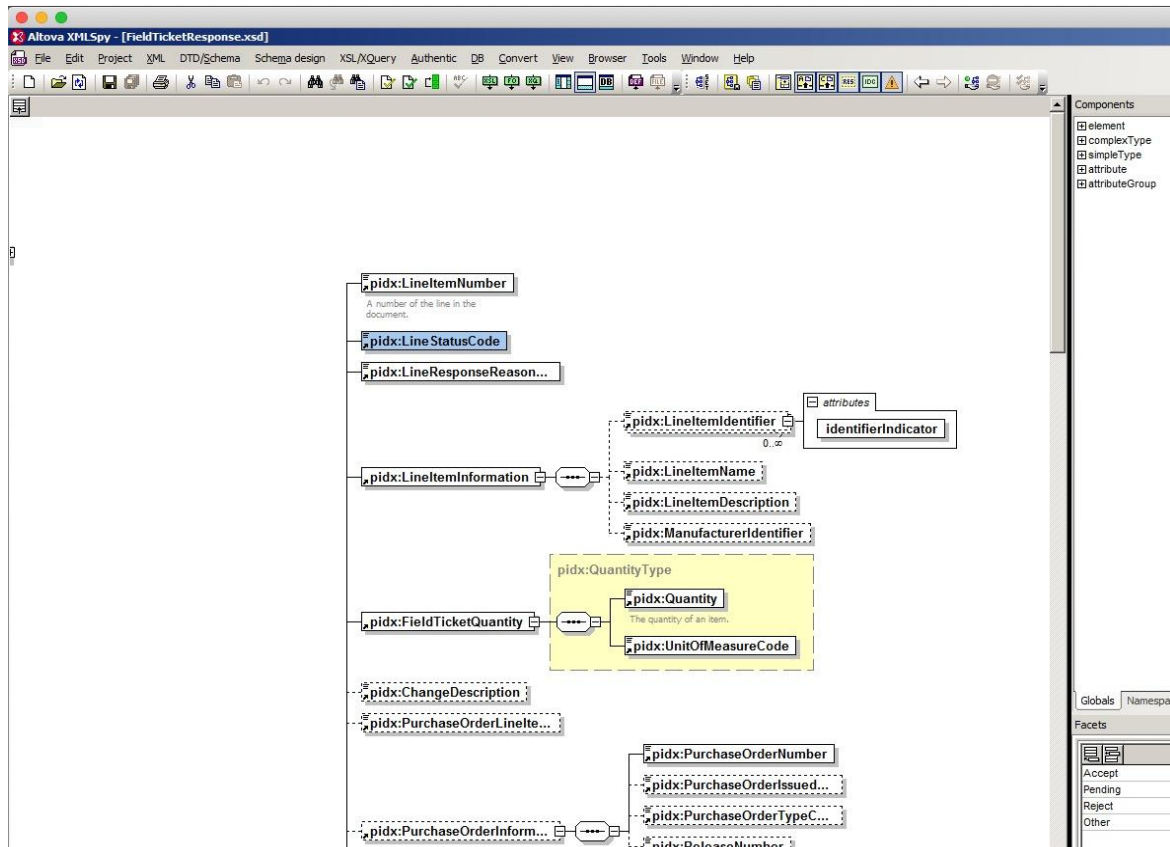 Altova XMLSpy - [FieldTicketResponse.xsd]
File Edit Project XML DTD/Schema Schema design XSL/XQuery Authentic DB Convert View Browser Tools Window Help
Components
element
complexType
simpleType
attribute
attributeGroup
pidx:LineItemNumber
A number of the line in the
document.
pidx:LineStatusCode
pidx:LineResponseReason...
attributes
pidx:LineItemIdentifier
identifierIndicator
0..∞
pidx:LineItemInformation
pidx:LineItemName
pidx:LineItemDescription
pidx:ManufacturerIdentifier
pidx:QuantityType
pidx:Quantity
The quantity of an item.
pidx:FieldTicketQuantity
pidx:UnitOfMeasureCode
pidx:ChangeDescription
pidx:PurchaseOrderLineIte...
Globals Namespa
Facets
pidx:PurchaseOrderNumber
pidx:PurchaseOrderIssued...
pidx:PurchaseOrderTypeC...
pidx:PurchaseOrderInform...
pidx:ReleaseNumber
Accept
Pending
Reject
Other